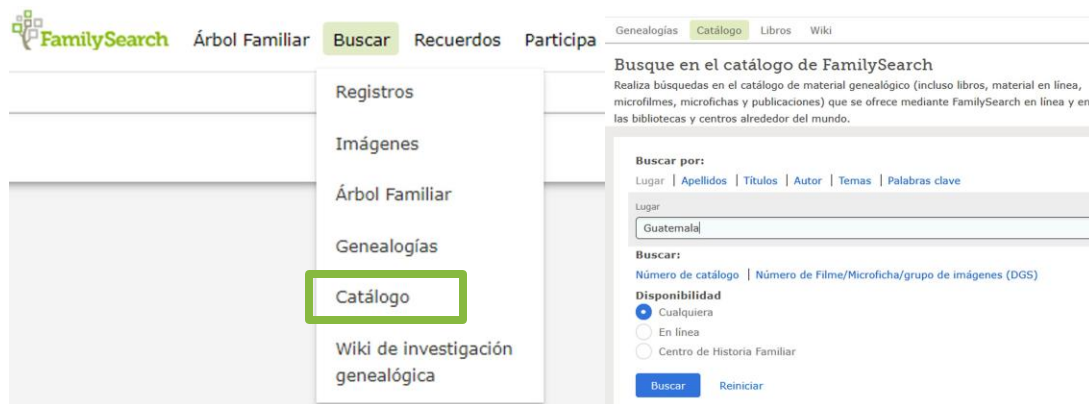 FamilySearch Árbol Familiar Buscar Recuerdos Participa
Registros
Imágenes
Árbol Familiar
Genealogías
Catálogo
Wiki de investigación
genealógica
Genealogías Catálogo Libros Wiki
Busque en el catálogo de FamilySearch
Realiza búsquedas en el catálogo de material genealógico (incluso libros, material en línea,
microfilmes, microfichas y publicaciones) que se ofrece mediante FamilySearch en línea y en
las bibliotecas y centros alrededor del mundo.
Buscar por:
Lugar | Apellidos | Títulos | Autor | Temas | Palabras clave
Lugar
Guatemala
Buscar:
Número de catálogo | Número de Filme/Microficha/grupo de imágenes (DGS)
Disponibilidad
Cualquiera
En línea
Centro de Historia Familiar
Buscar Reiniciar